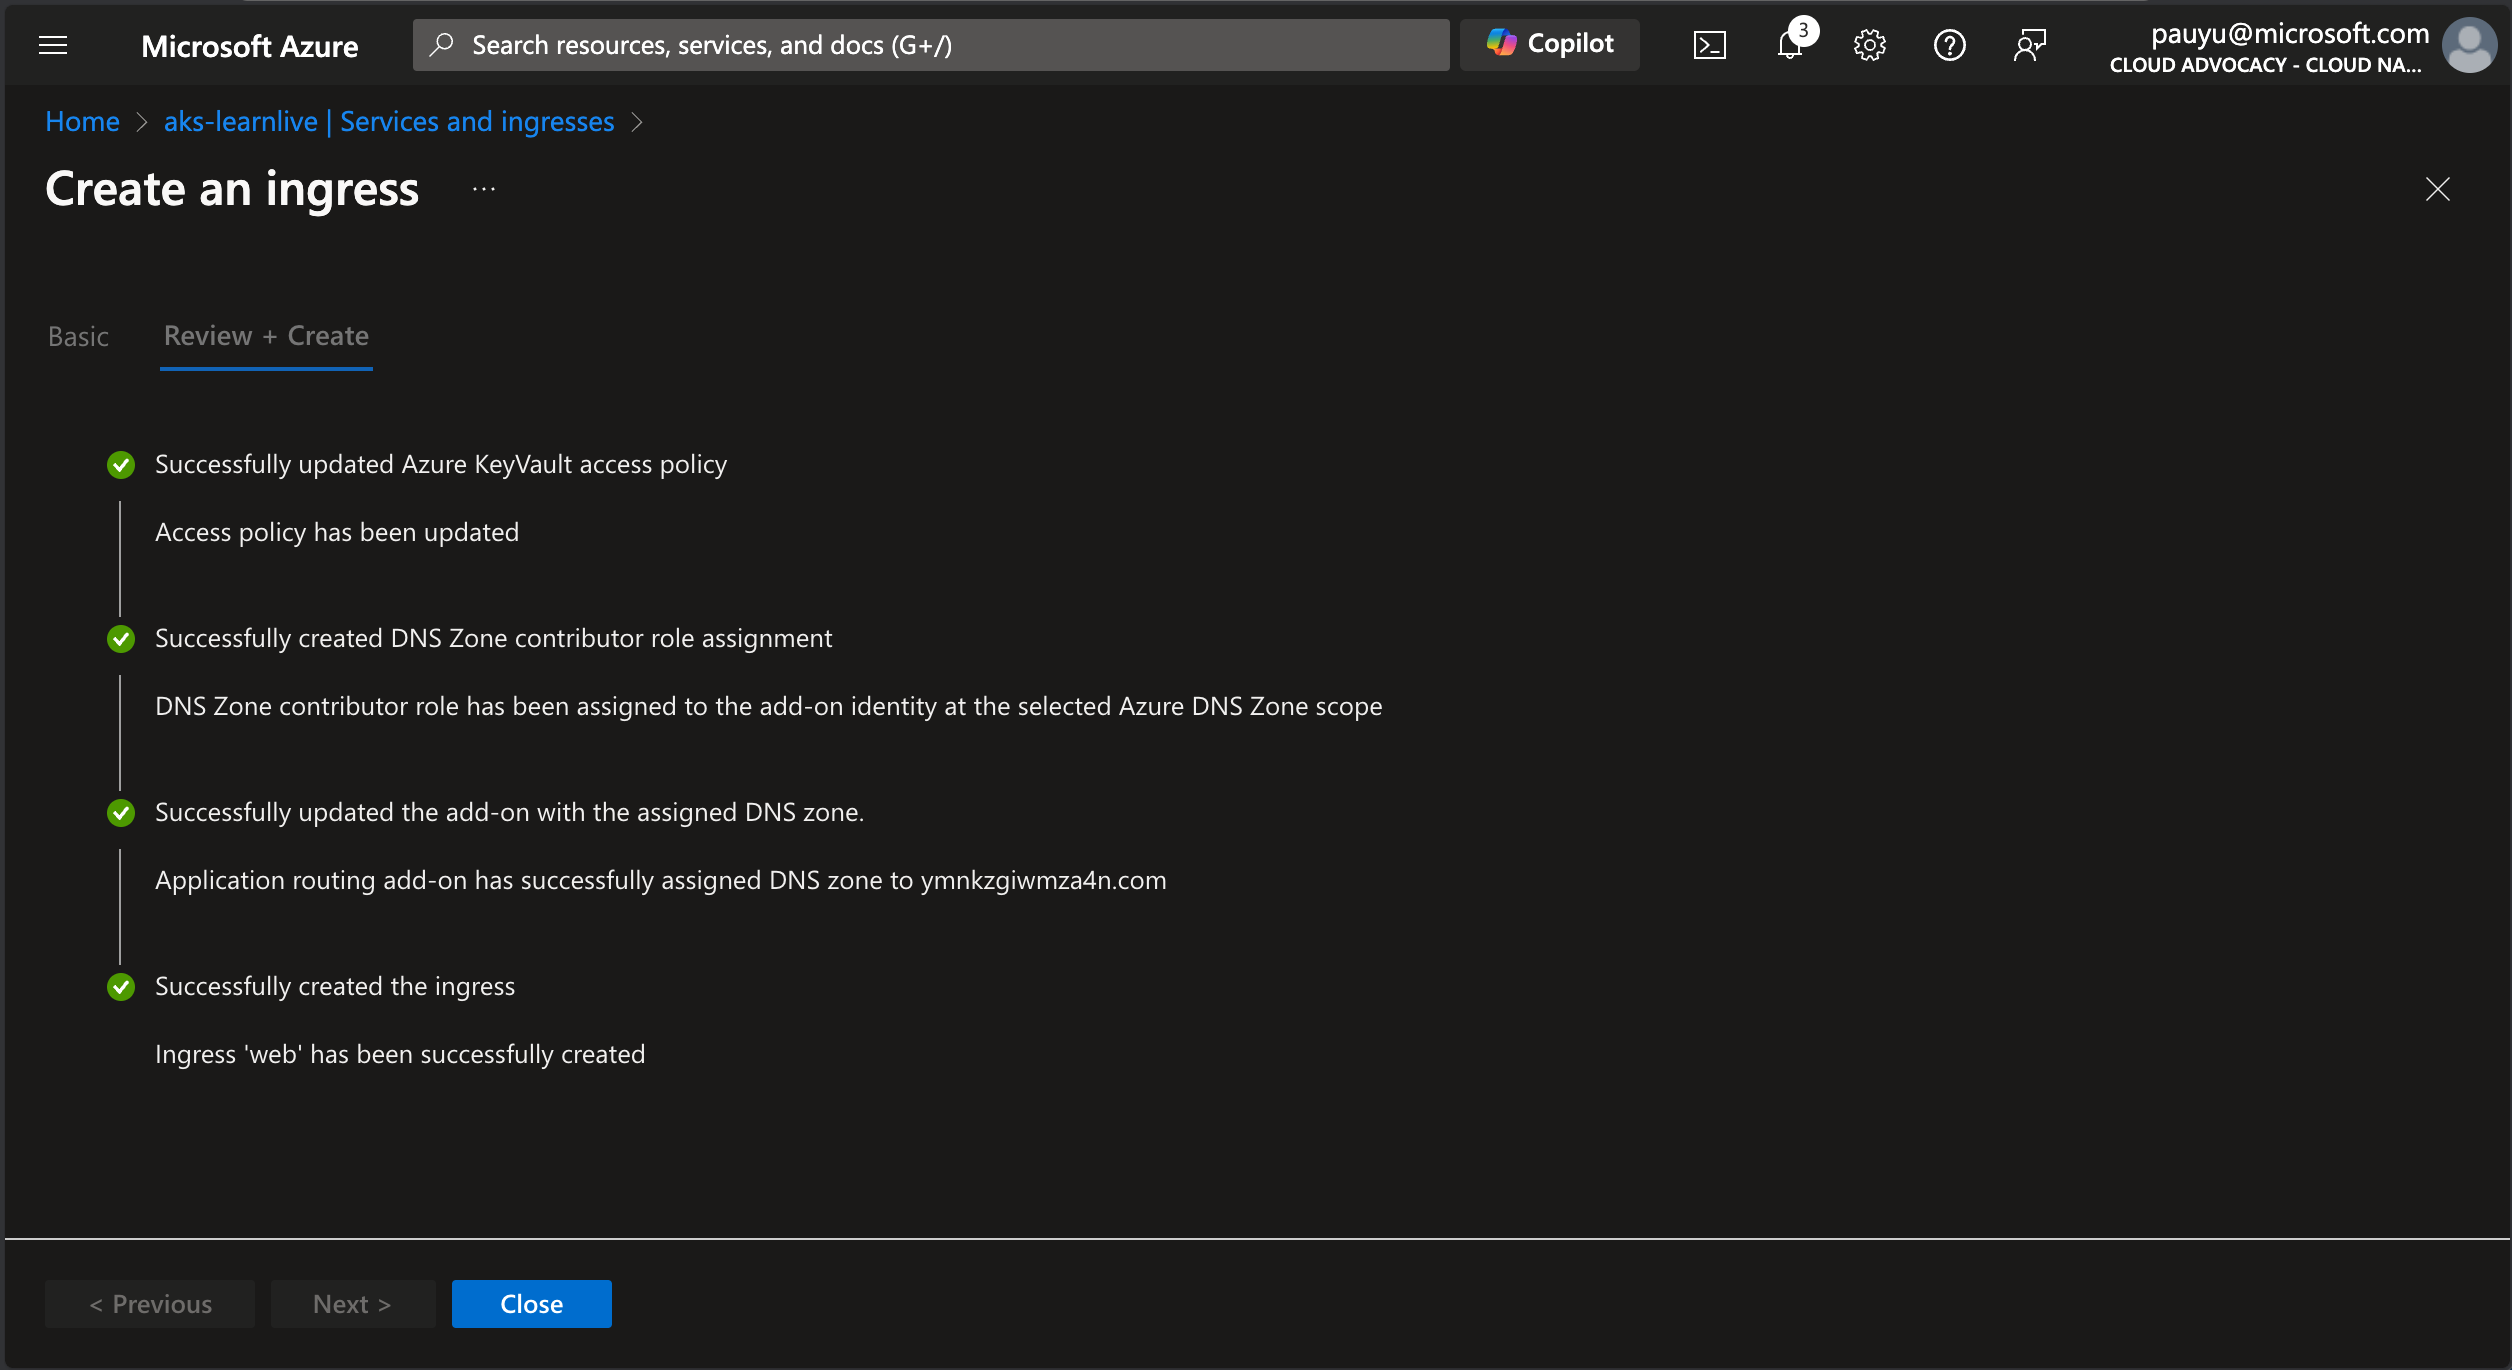 Microsoft Azure
Search resources, services, and docs (G+/)
Copilot
3
pauyu@microsoft.com
CLOUD ADVOCACY - CLOUD NA...
Home > aks-learnlive | Services and ingresses >
Create an ingress ...
Basic
Review + Create
Successfully updated Azure KeyVault access policy
Access policy has been updated
Successfully created DNS Zone contributor role assignment
DNS Zone contributor role has been assigned to the add-on identity at the selected Azure DNS Zone scope
Successfully updated the add-on with the assigned DNS zone.
Application routing add-on has successfully assigned DNS zone to ymnkzgiwmza4n.com
Successfully created the ingress
Ingress 'web' has been successfully created
< Previous
Next >
Close